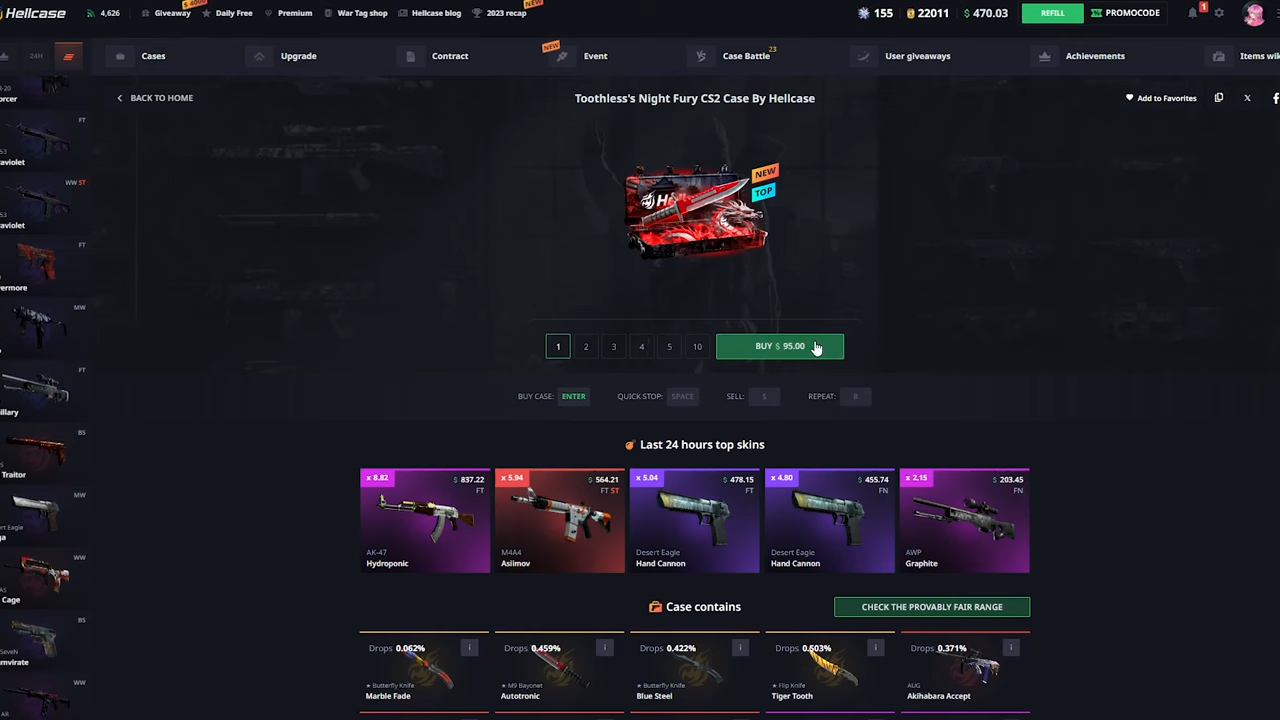 Hellcase
4,626
Giveaway
Daily Free
Premium
War Tag shop
Hellcase blog
2023 recap
NEW
155
22011
$ 470.03
REFILL
PROMOCODE
1
24H
Cases
Upgrade
Contract
NEW
Event
Case Battle
23
User giveaways
Achievements
Items wiki
BACK TO HOME
Toothless's Night Fury CS2 Case By Hellcase
Add to Favorites
NEW
TOP
1
2
3
4
5
10
BUY $ 95.00
BUY CASE: ENTER
QUICK STOP: SPACE
SELL: S
REPEAT: R
Last 24 hours top skins
x 8.82
$ 837.22
FT
AK-47
Hydroponic
x 5.94
$ 564.21
FT ST
M4A4
Asiimov
x 5.04
$ 478.15
FT
Desert Eagle
Hand Cannon
x 4.80
$ 455.74
FN
Desert Eagle
Hand Cannon
x 2.15
$ 203.45
FN
AWP
Graphite
Case contains
CHECK THE PROVABLY FAIR RANGE
Drops 0.062%
★ Butterfly Knife
Marble Fade
Drops 0.459%
★ M9 Bayonet
Autotronic
Drops 0.422%
★ Butterfly Knife
Blue Steel
Drops 0.503%
★ Flip Knife
Tiger Tooth
Drops 0.371%
AUG
Akihabara Accept
FT
WW ST
FT
MW
FT
BS
Traitor
MW
WW
Cage
BS
WW